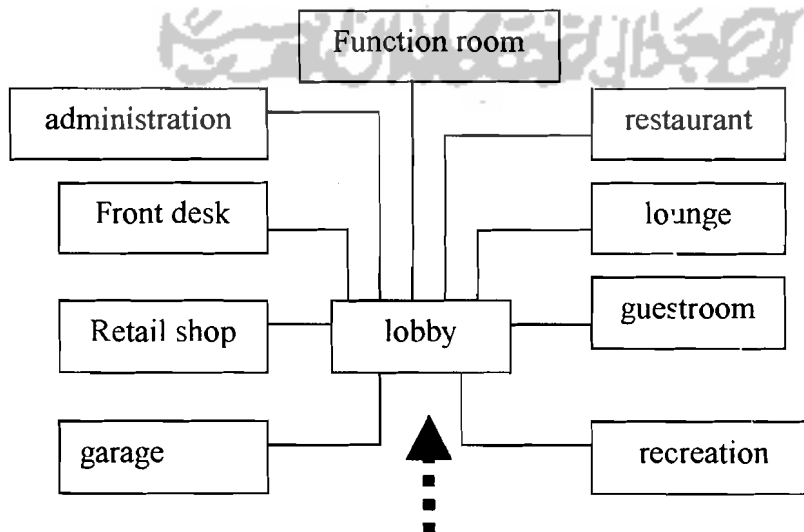 Function room
administration
restaurant
Front desk
lounge
guestroom
Retail shop
lobby
garage
recreation